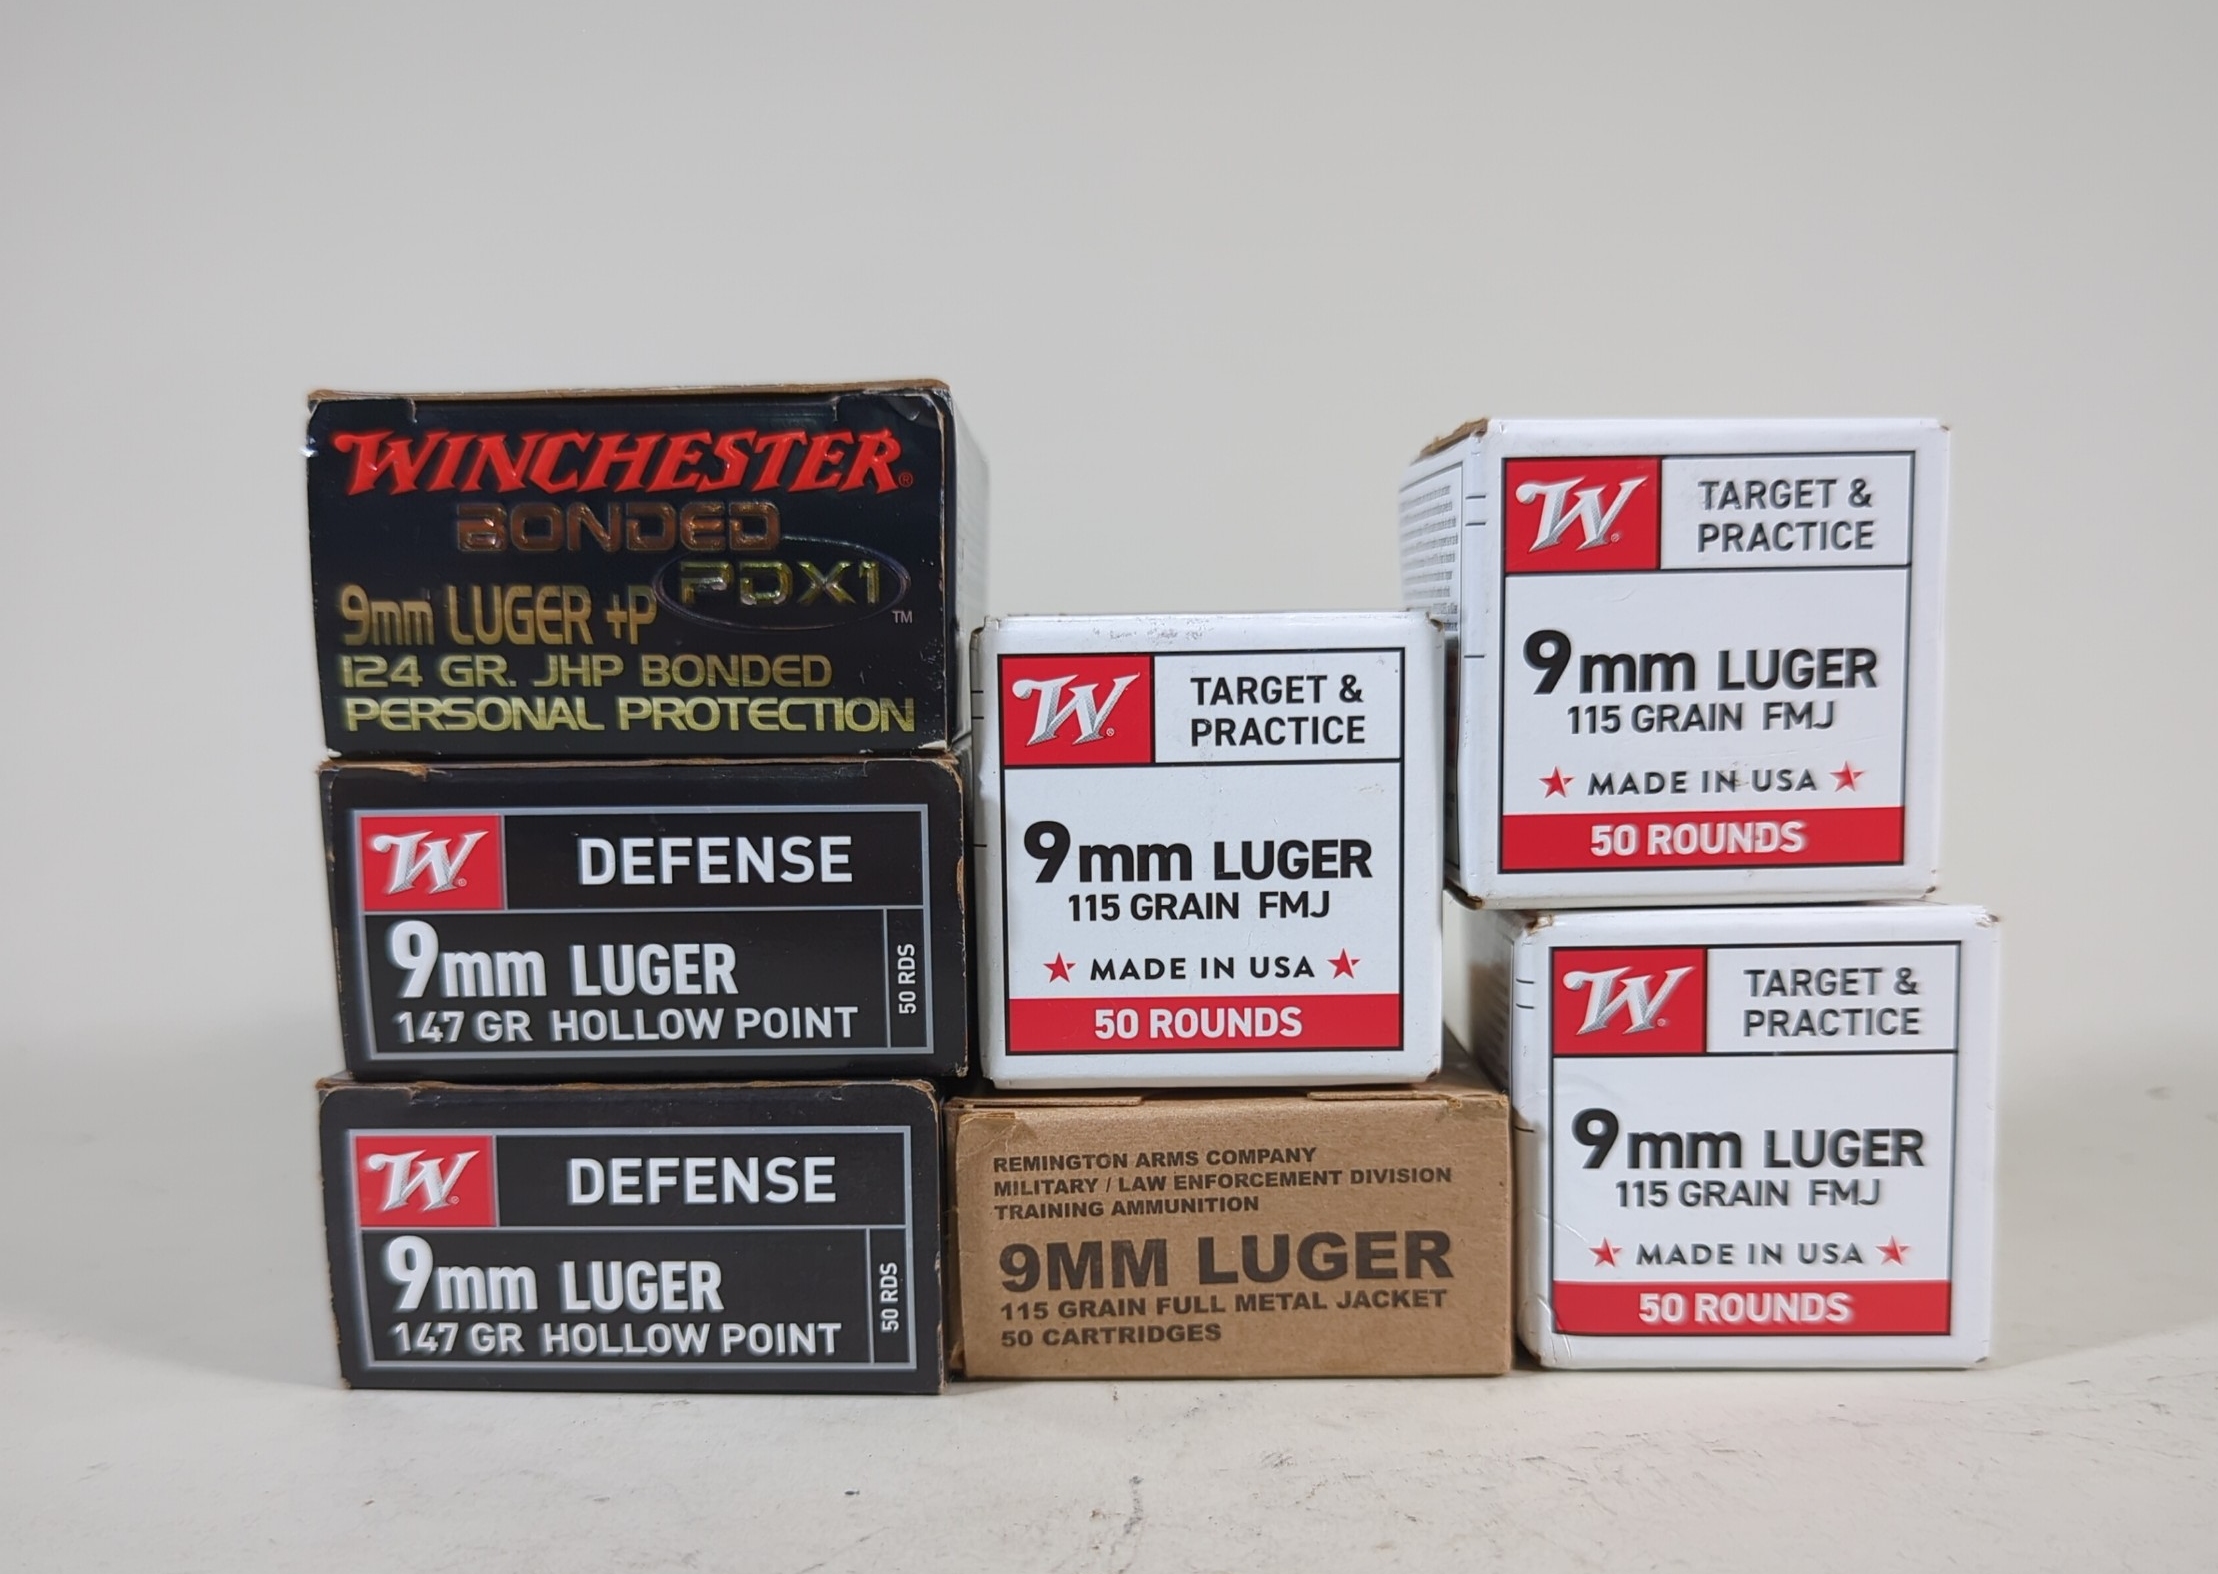 WINCHESTER®
BONDED
PDX1™
9mm LUGER +P
124 GR. JHP BONDED
PERSONAL PROTECTION
W®
DEFENSE
9mm LUGER
147 GR HOLLOW POINT
50 RDS
W®
DEFENSE
9mm LUGER
147 GR HOLLOW POINT
50 RDS
W®
TARGET &
PRACTICE
9mm LUGER
115 GRAIN FMJ
★ MADE IN USA ★
50 ROUNDS
REMINGTON ARMS COMPANY
MILITARY / LAW ENFORCEMENT DIVISION
TRAINING AMMUNITION
9MM LUGER
115 GRAIN FULL METAL JACKET
50 CARTRIDGES
W®
TARGET &
PRACTICE
9mm LUGER
115 GRAIN FMJ
★ MADE IN USA ★
50 ROUNDS
W®
TARGET &
PRACTICE
9mm LUGER
115 GRAIN FMJ
★ MADE IN USA ★
50 ROUNDS